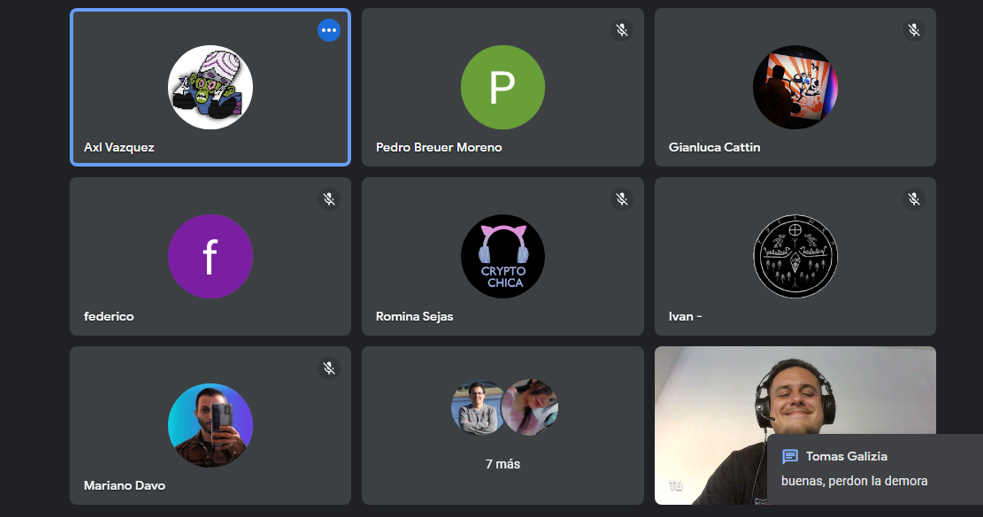 Axl Vazquez
P
Pedro Breuer Moreno
Gianluca Cattin
f
federico
CRYPTO
CHICA
Romina Sejas
Ivan -
Mariano Davo
7 más
Tú
Tomas Galizia
buenas, perdon la demora